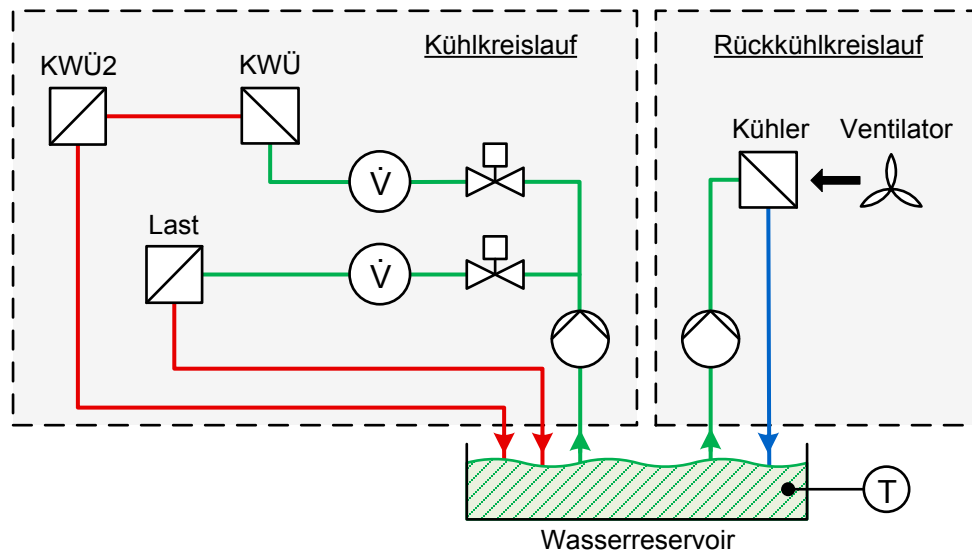 Kühlkreislauf
Rückkühlkreislauf
KWÜ2
KWÜ
Kühler
Ventilator
V̇
Last
V̇
T
Wasserreservoir